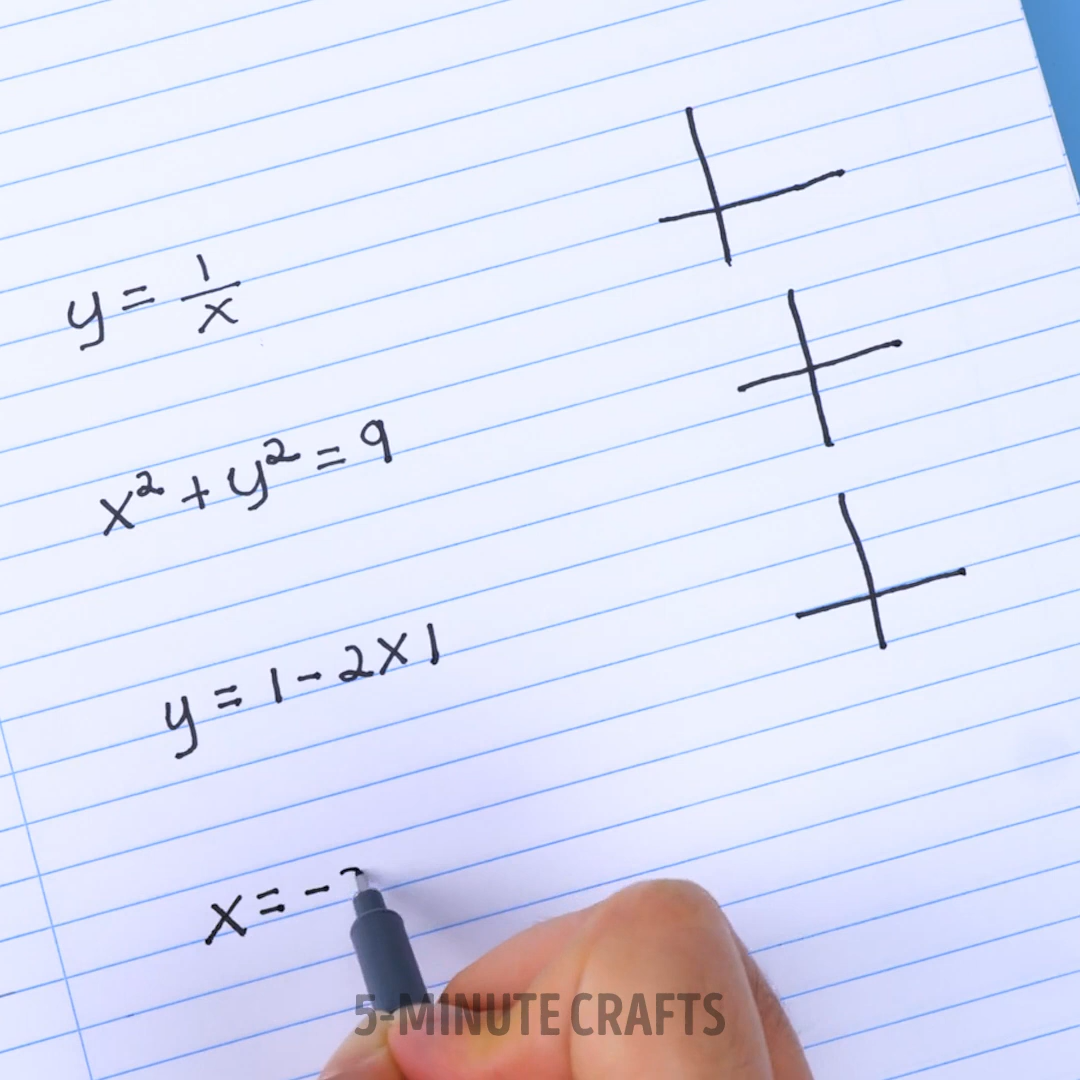 y = 1/x
x² + y² = 9
y = 1 - 2x1
x = -
5-MINUTE CRAFTS